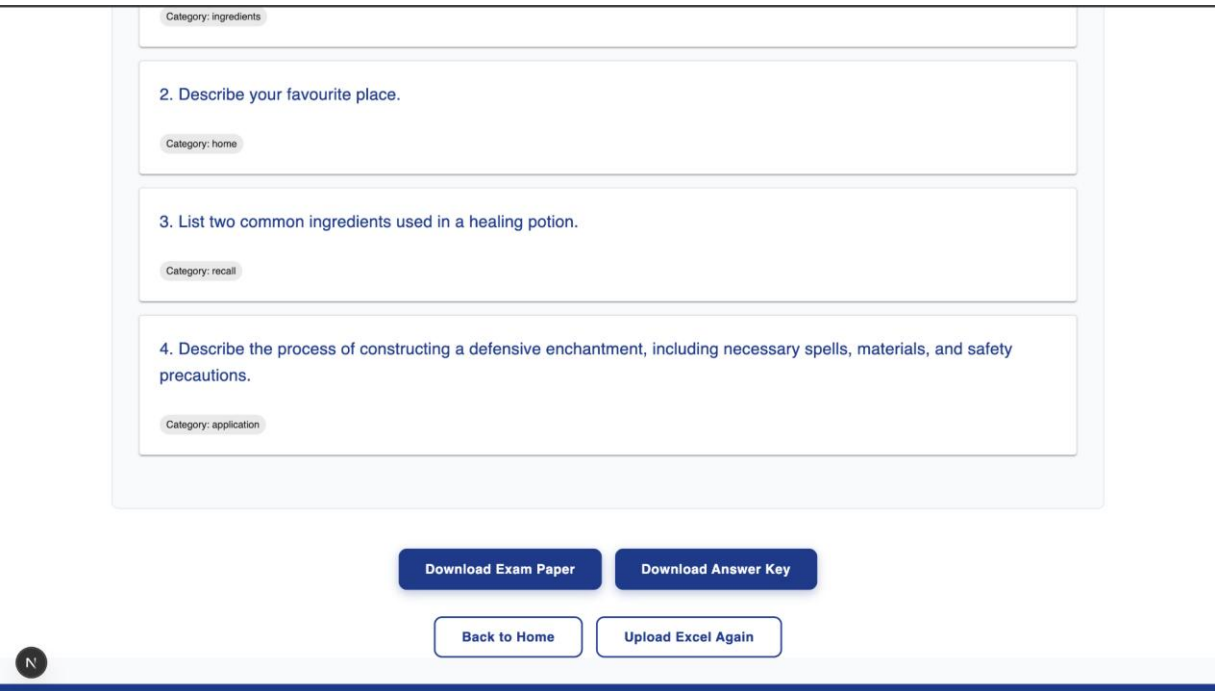 Category: ingredients
2. Describe your favourite place.
Category: home
3. List two common ingredients used in a healing potion.
Category: recall
4. Describe the process of constructing a defensive enchantment, including necessary spells, materials, and safety
precautions.
Category: application
Download Exam Paper
Download Answer Key
Back to Home
Upload Excel Again
N